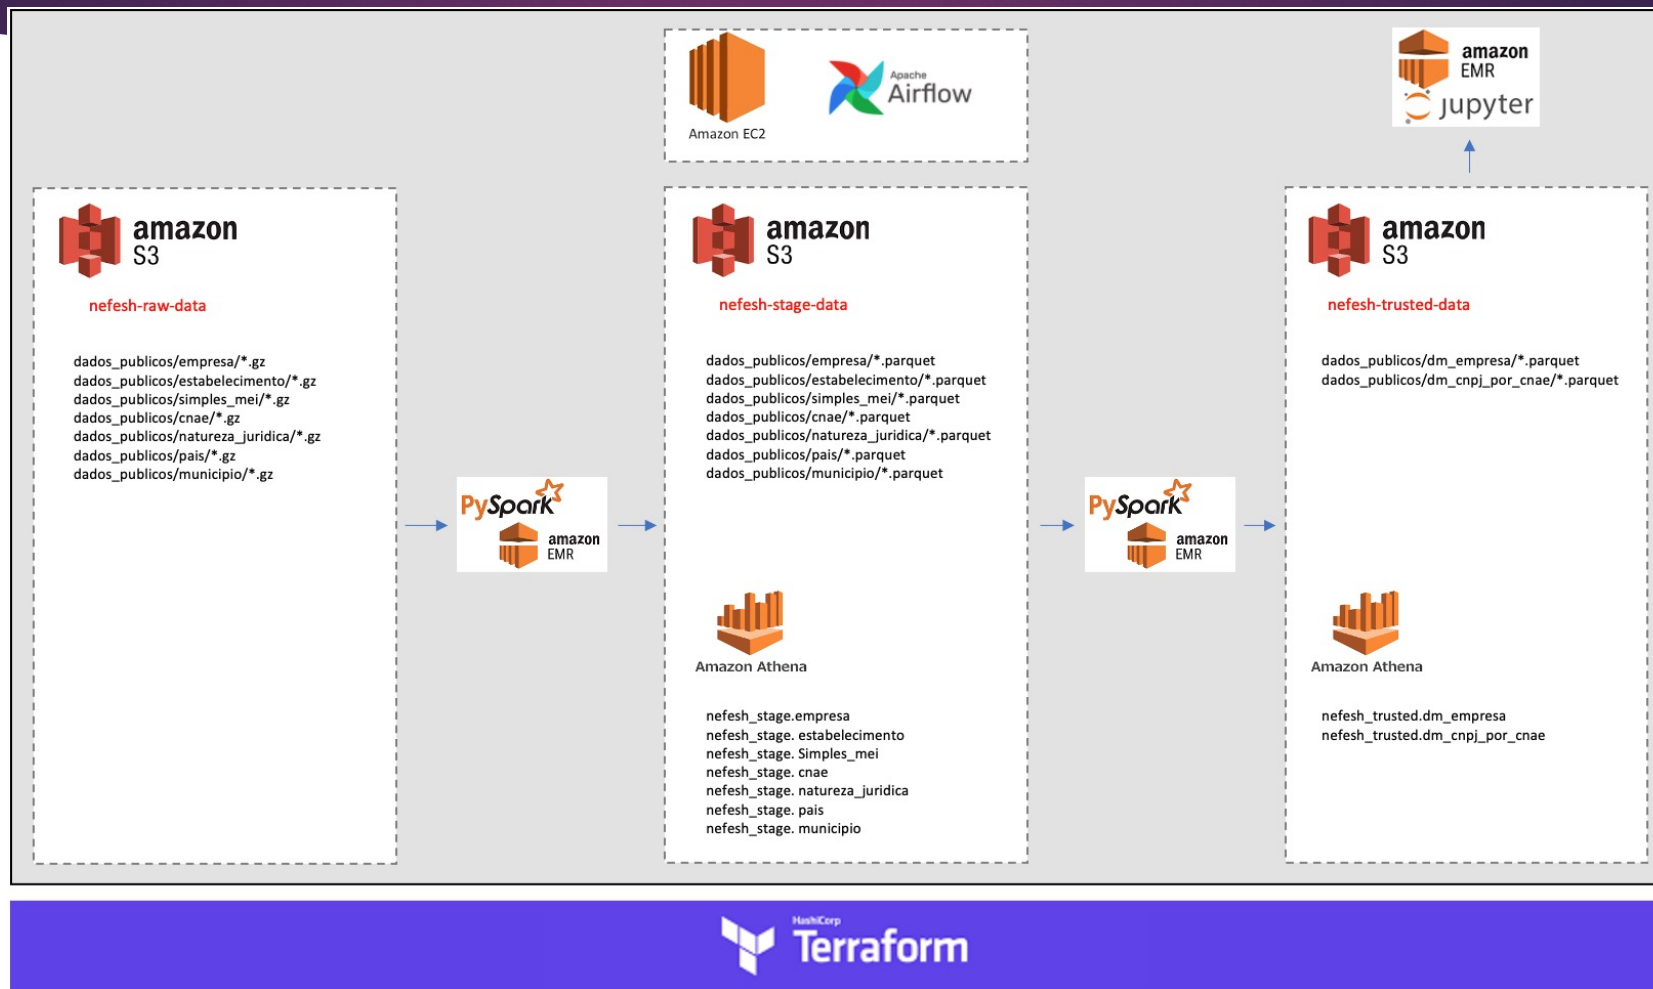 Amazon EC2
Apache
Airflow
amazon
EMR
jupyter
amazon
S3
nefesh-raw-data
dados_publicos/empresa/*.gz
dados_publicos/estabelecimento/*.gz
dados_publicos/simples_mei/*.gz
dados_publicos/cnae/*.gz
dados_publicos/natureza_juridica/*.gz
dados_publicos/pais/*.gz
dados_publicos/municipio/*.gz
PySpark
amazon
EMR
amazon
S3
nefesh-stage-data
dados_publicos/empresa/*.parquet
dados_publicos/estabelecimento/*.parquet
dados_publicos/simples_mei/*.parquet
dados_publicos/cnae/*.parquet
dados_publicos/natureza_juridica/*.parquet
dados_publicos/pais/*.parquet
dados_publicos/municipio/*.parquet
Amazon Athena
nefesh_stage.empresa
nefesh_stage. estabelecimento
nefesh_stage. Simples_mei
nefesh_stage. cnae
nefesh_stage. natureza_juridica
nefesh_stage. pais
nefesh_stage. municipio
PySpark
amazon
EMR
amazon
S3
nefesh-trusted-data
dados_publicos/dm_empresa/*.parquet
dados_publicos/dm_cnpj_por_cnae/*.parquet
Amazon Athena
nefesh_trusted.dm_empresa
nefesh_trusted.dm_cnpj_por_cnae
HashiCorp
Terraform